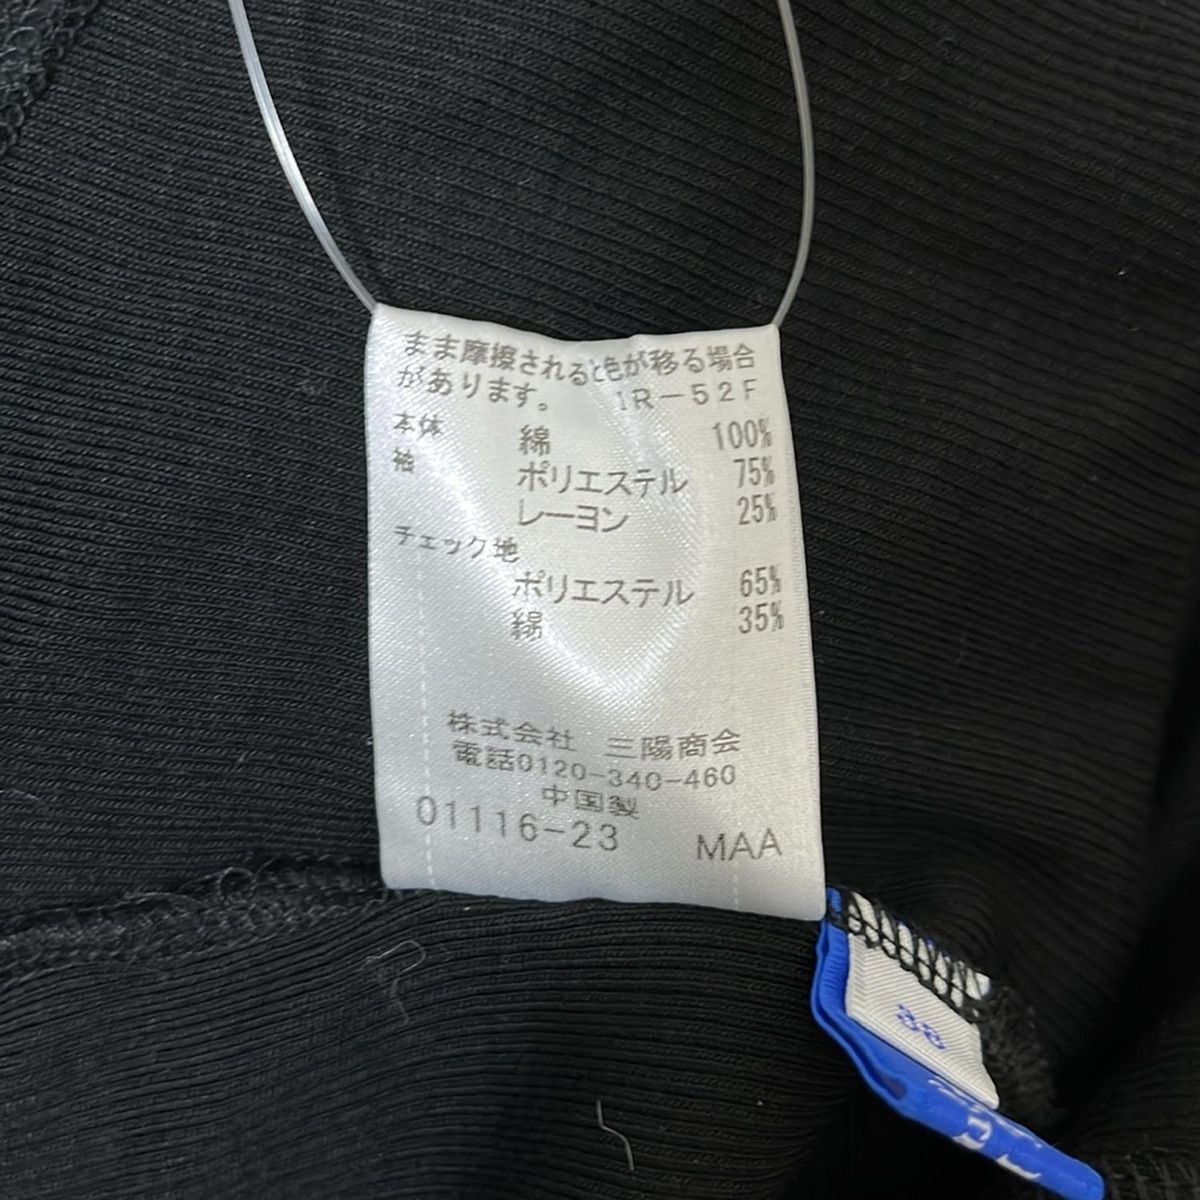 まま摩擦されると色が移る場合
があります。 IR-52F
本体 綿 100%
袖 ポリエステル 75%
レーヨン 25%
チェック地
ポリエステル 65%
綿 35%
株式会社 三陽商会
電話0120-340-460
中国製
01116-23 MAA
38